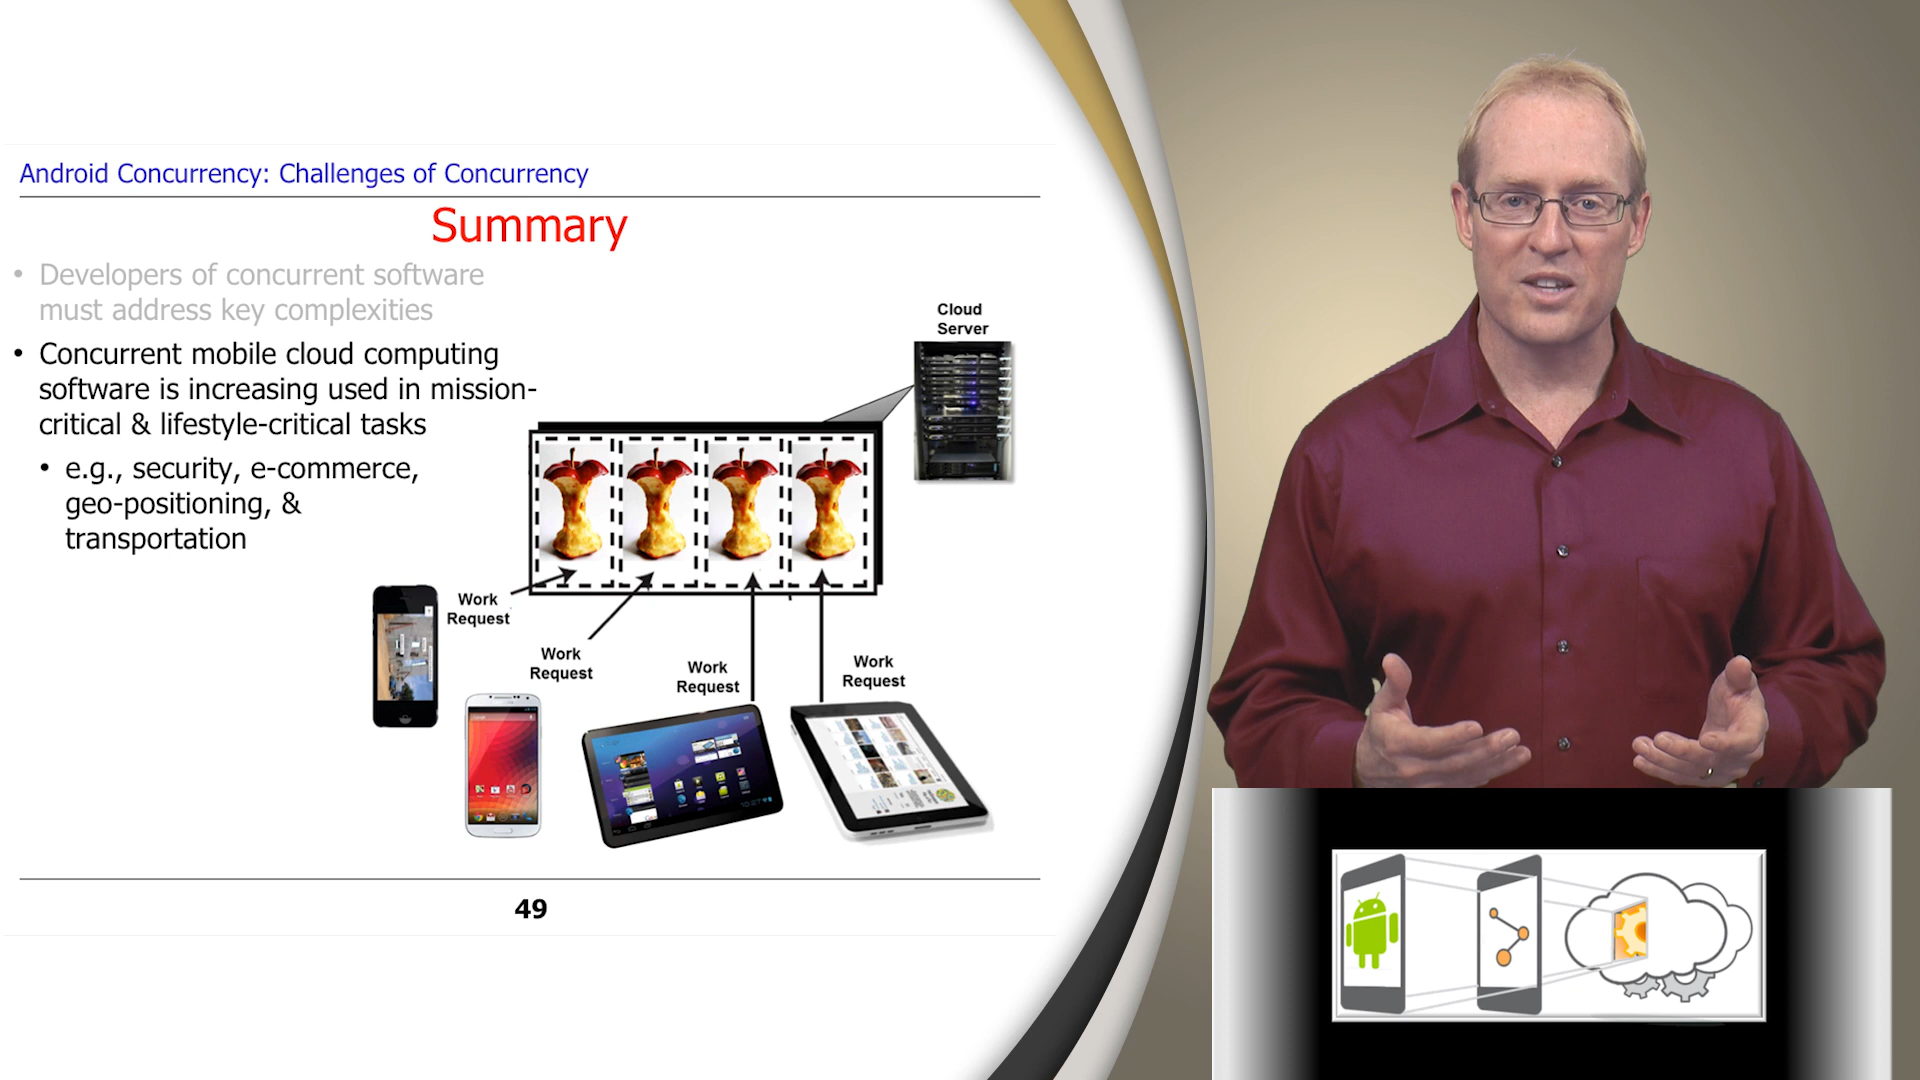 Android Concurrency: Challenges of Concurrency
Summary
• Developers of concurrent software
must address key complexities
• Concurrent mobile cloud computing
software is increasing used in mission-
critical & lifestyle-critical tasks
• e.g., security, e-commerce,
geo-positioning, &
transportation
Cloud
Server
Work
Request
Work
Request
Work
Request
Work
Request
49